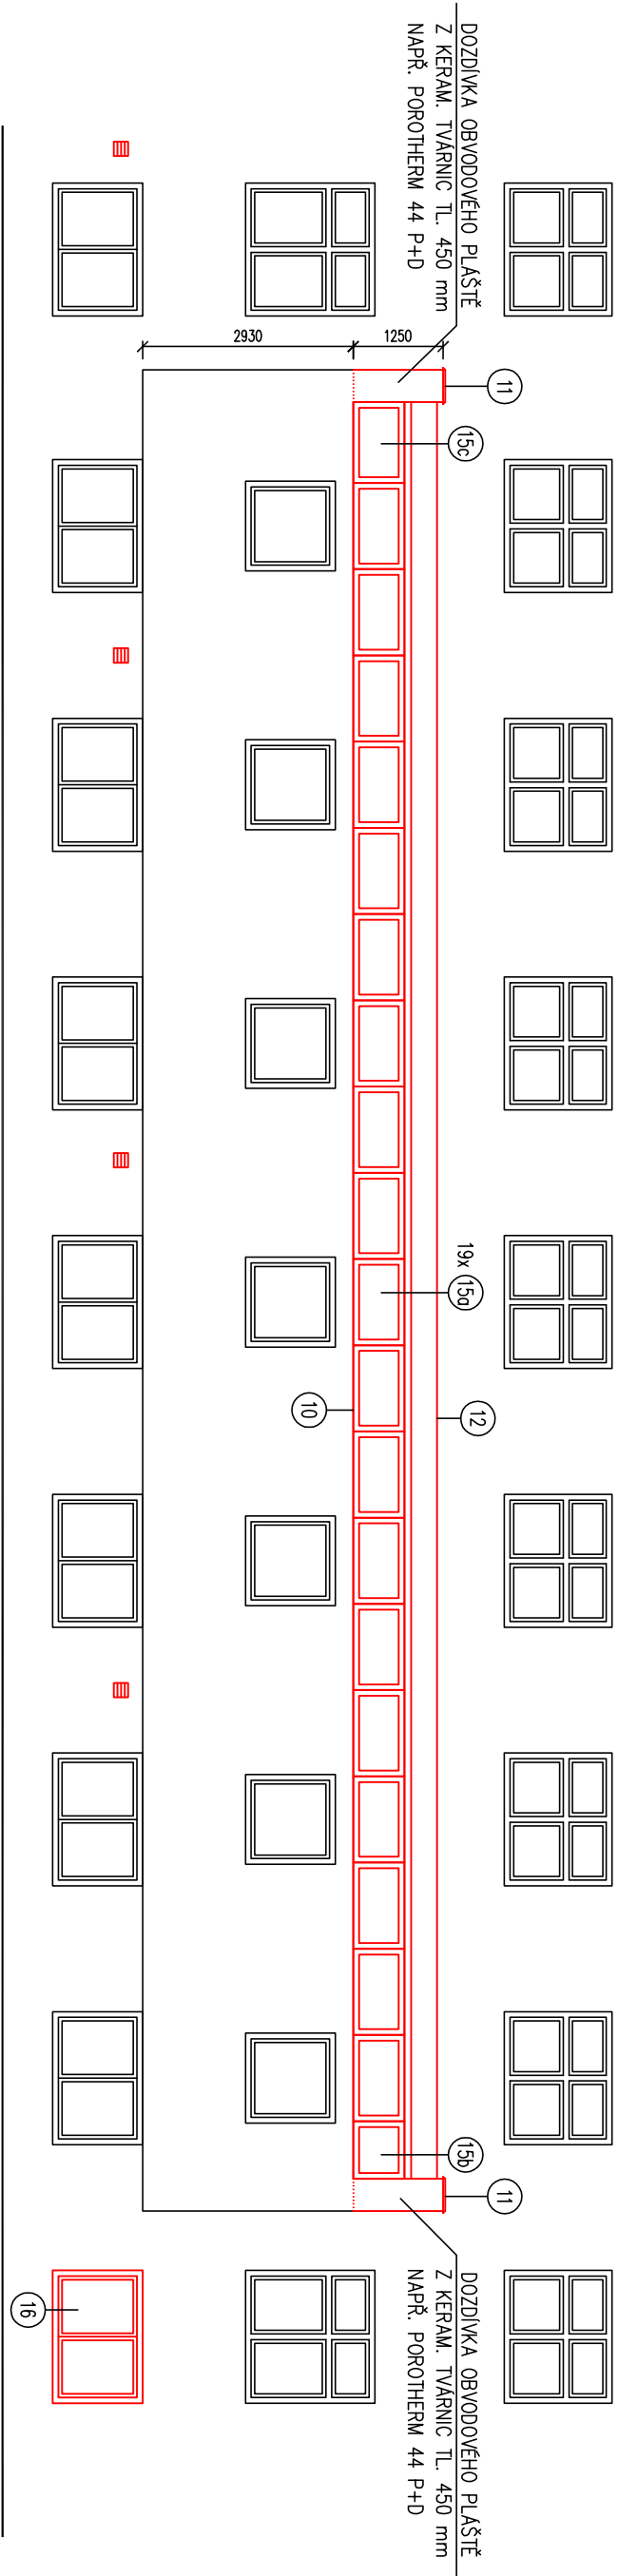 DOZDÍVKA OBVODOVÉHO PLÁŠTĚ
Z KERAM. TVÁRNIC TL. 450 mm
NAPŘ. POROTHERM 44 P+D
2930
1250
11
15c
19x 15a
10
12
15b
11
DOZDÍVKA OBVODOVÉHO PLÁŠTĚ
Z KERAM. TVÁRNIC TL. 450 mm
NAPŘ. POROTHERM 44 P+D
16